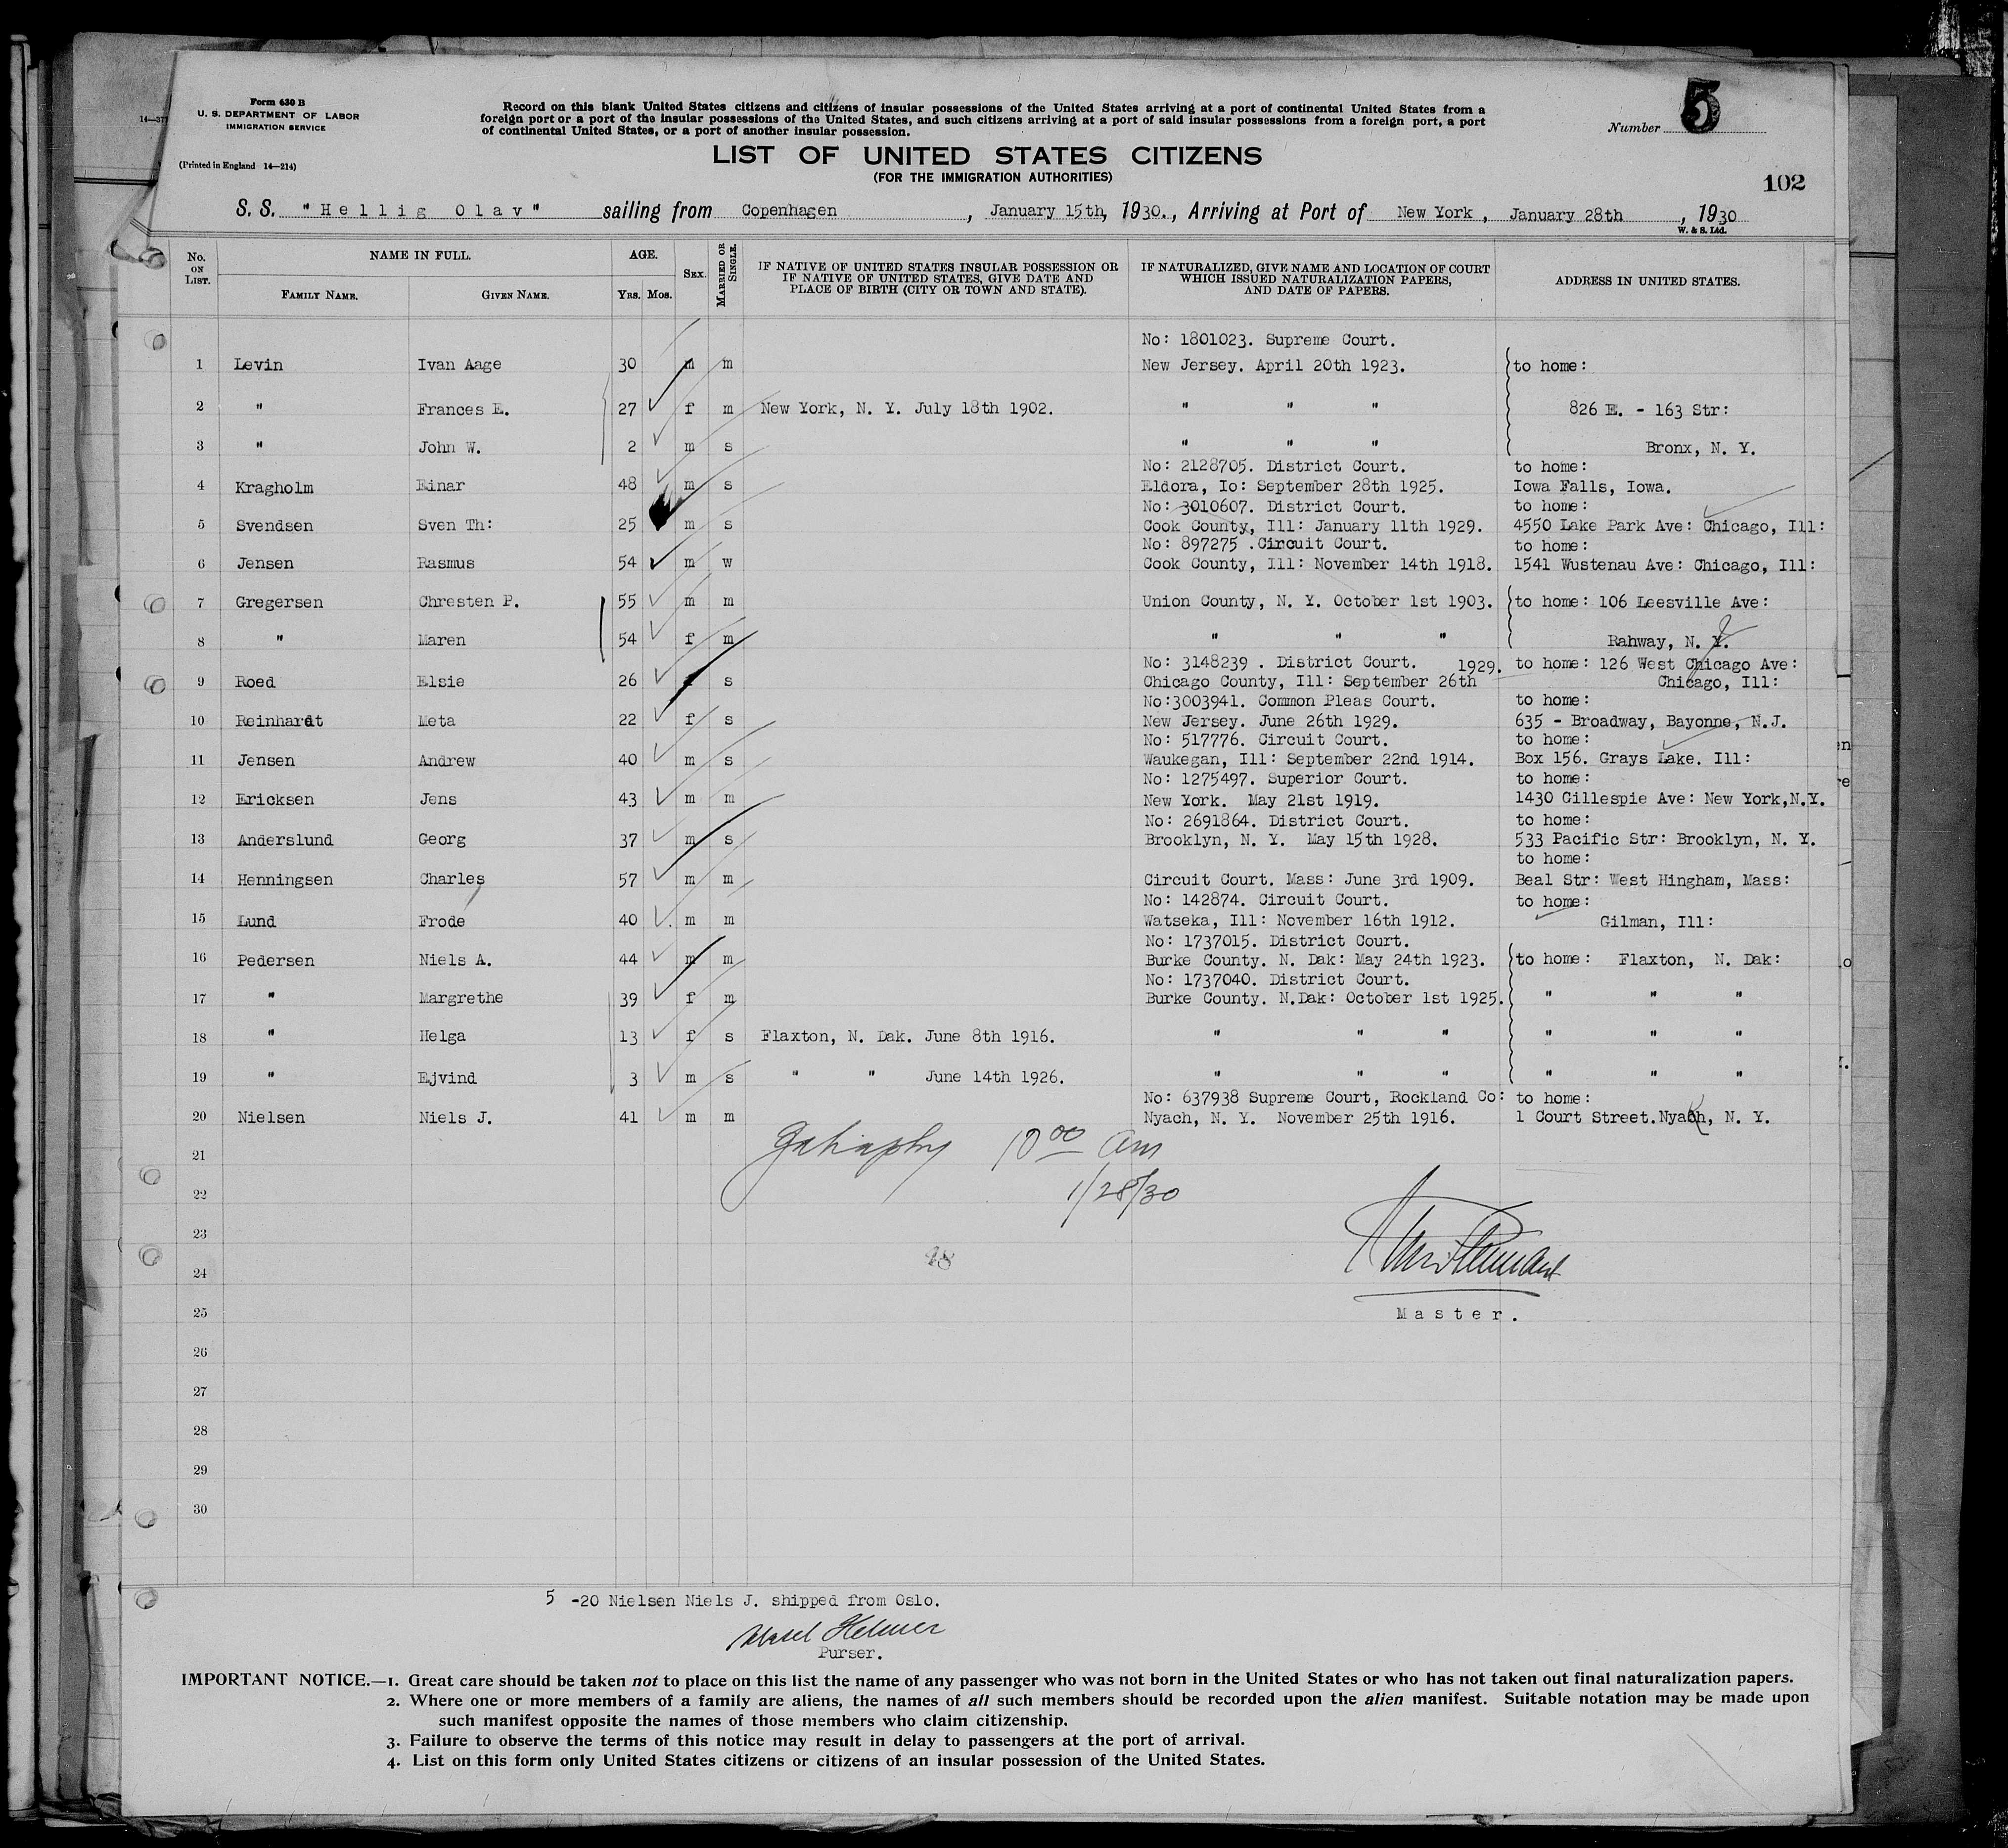 Form 630 B
U. S. DEPARTMENT OF LABOR
IMMIGRATION SERVICE
(Printed in England 14—214)
14—377
Record on this blank United States citizens and citizens of insular possessions of the United States arriving at a port of continental United States from a
foreign port or a port of the insular possessions of the United States, and such citizens arriving at a port of said insular possessions from a foreign port, a port
of continental United States, or a port of another insular possession.
Number 5
LIST OF UNITED STATES CITIZENS
(FOR THE IMMIGRATION AUTHORITIES)
102
S. S. "Hellig Olav" sailing from Copenhagen, January 15th, 1930., Arriving at Port of New York, January 28th, 1930
W. & S. Ltd.
No. ON LIST. NAME IN FULL. FAMILY NAME. GIVEN NAME. AGE. YRS. MOS. SEX. MARRIED OR SINGLE. IF NATIVE OF UNITED STATES INSULAR POSSESSION OR IF NATIVE OF UNITED STATES, GIVE DATE AND PLACE OF BIRTH (CITY OR TOWN AND STATE). IF NATURALIZED, GIVE NAME AND LOCATION OF COURT WHICH ISSUED NATURALIZATION PAPERS, AND DATE OF PAPERS. ADDRESS IN UNITED STATES.
No: 1801023. Supreme Court.
1 Levin Ivan Aage 30 m m New Jersey. April 20th 1923. to home:
2 " Frances E. 27 f m New York, N. Y. July 18th 1902. " " " 826 E. - 163 Str:
3 " John W. 2 m s " " " Bronx, N. Y.
No: 2128705. District Court. to home:
4 Kragholm Einar 48 m s Eldora, Io: September 28th 1925. Iowa Falls, Iowa.
No: 3010607. District Court. to home:
5 Svendsen Sven Th: 25 m s Cook County, Ill: January 11th 1929. 4550 Lake Park Ave: Chicago, Ill:
No: 897275 .Circuit Court. to home:
6 Jensen Rasmus 54 m w Cook County, Ill: November 14th 1918. 1541 Wustenau Ave: Chicago, Ill:
7 Gregersen Chresten P. 55 m m Union County, N. Y. October 1st 1903. to home: 106 Leesville Ave:
8 " Maren 54 f m " " " Rahway, N. Y.
No: 3148239 . District Court. 1929. to home: 126 West Chicago Ave:
9 Roed Elsie 26 f s Chicago County, Ill: September 26th Chicago, Ill:
No:3003941. Common Pleas Court. to home:
10 Reinhardt Meta 22 f s New Jersey. June 26th 1929. 635 - Broadway, Bayonne, N.J.
No: 517776. Circuit Court. to home:
11 Jensen Andrew 40 m s Waukegan, Ill: September 22nd 1914. Box 156. Grays Lake. Ill:
No: 1275497. Superior Court. to home:
12 Ericksen Jens 43 m m New York. May 21st 1919. 1430 Gillespie Ave: New York,N.Y.
No: 2691864. District Court. to home:
13 Anderslund Georg 37 m s Brooklyn, N. Y. May 15th 1928. 533 Pacific Str: Brooklyn, N. Y.
to home:
14 Henningsen Charles 57 m m Circuit Court. Mass: June 3rd 1909. Beal Str: West Hingham, Mass:
No: 142874. Circuit Court. to home:
15 Lund Frode 40 m m Watseka, Ill: November 16th 1912. Gilman, Ill:
No: 1737015. District Court.
16 Pedersen Niels A. 44 m m Burke County. N. Dak: May 24th 1923. to home: Flaxton, N. Dak:
No: 1737040. District Court.
17 " Margrethe 39 f m Burke County. N.Dak: October 1st 1925. " " "
18 " Helga 13 f s Flaxton, N. Dak. June 8th 1916. " " " " " "
19 " Ejvind 3 m s " " June 14th 1926. " " " " " "
No: 637938 Supreme Court, Rockland Co: to home:
20 Nielsen Niels J. 41 m m Nyach, N. Y. November 25th 1916. 1 Court Street.Nyach, N. Y.
21 10 00 am
22 1/28/30
23
24 48
25 Master.
26
27
28
29
30
5 -20 Nielsen Niels J. shipped from Oslo.
Purser.
IMPORTANT NOTICE.—1. Great care should be taken not to place on this list the name of any passenger who was not born in the United States or who has not taken out final naturalization papers.
2. Where one or more members of a family are aliens, the names of all such members should be recorded upon the alien manifest. Suitable notation may be made upon
such manifest opposite the names of those members who claim citizenship.
3. Failure to observe the terms of this notice may result in delay to passengers at the port of arrival.
4. List on this form only United States citizens or citizens of an insular possession of the United States.